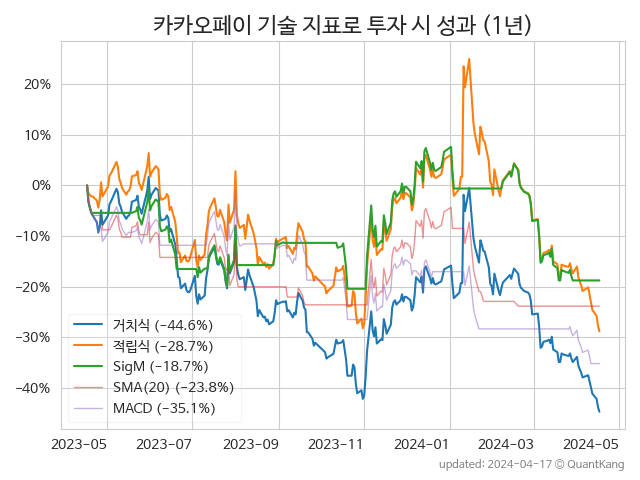 카카오페이 기술 지표로 투자 시 성과 (1년)
20%
10%
0%
−10%
−20%
−30%
−40%
거치식 (−44.6%)
적립식 (−28.7%)
SigM (−18.7%)
SMA(20) (−23.8%)
MACD (−35.1%)
2023-05 2023-07 2023-09 2023-11 2024-01 2024-03 2024-05
updated: 2024-04-17 ⓒ QuantKang